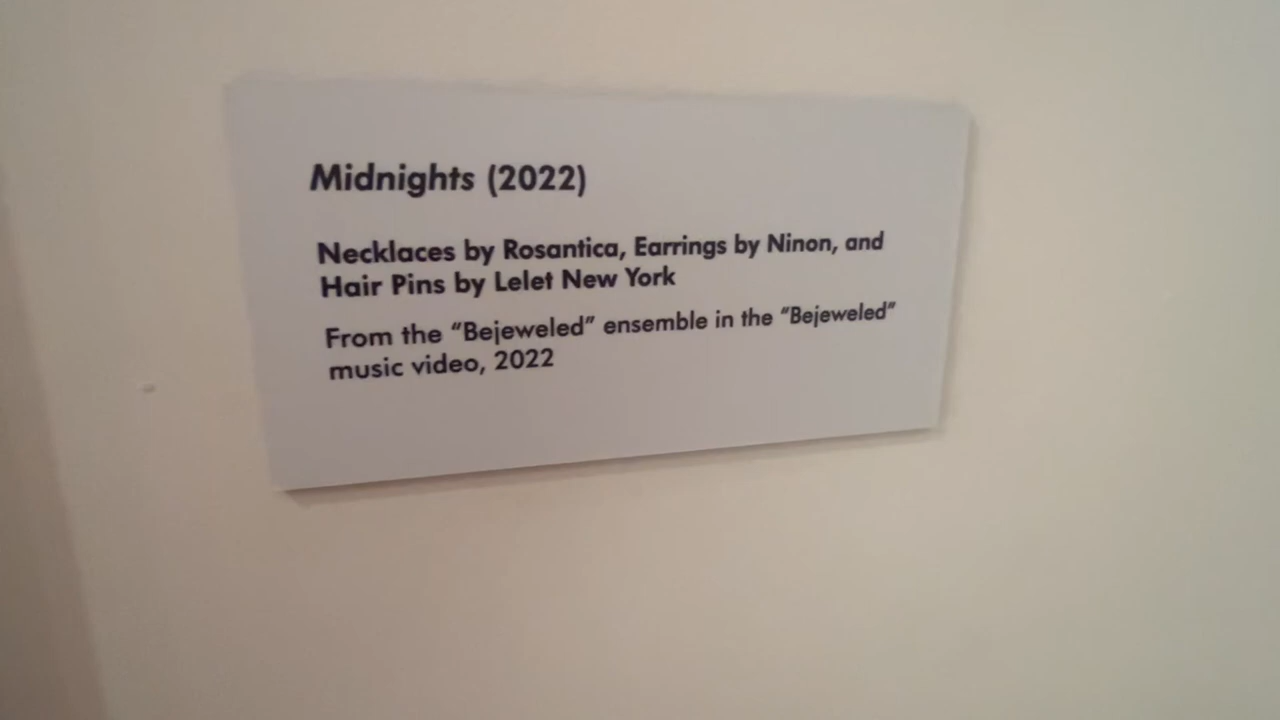 Midnights (2022)
Necklaces by Rosantica, Earrings by Ninon, and
Hair Pins by Lelet New York
From the “Bejeweled” ensemble in the “Bejeweled”
music video, 2022